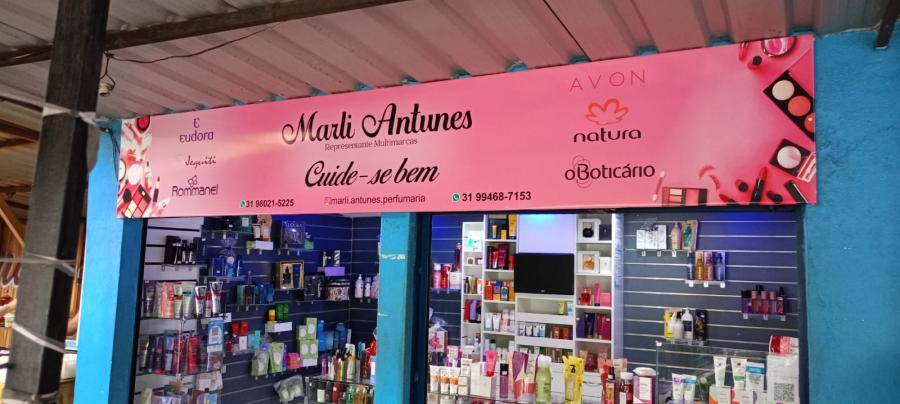 Є
euDora
Jequiti
Rommanel
Marli Antunes
Representante Multimarcas
Cuide-se bem
31 98021-5225
marli.antunes.perfumaria
31 99468-7153
AVON
natura
oBoticário